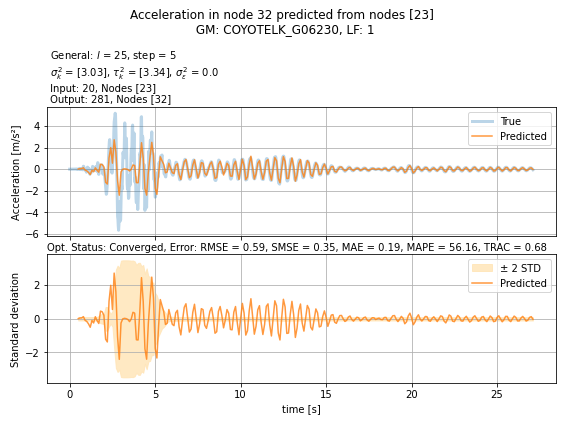 Acceleration in node 32 predicted from nodes [23]
GM: COYOTELK_G06230, LF: 1
General: l = 25, step = 5
σ²ₖ = [3.03], τ²ₖ = [3.34], σ²ε = 0.0
Input: 20, Nodes [23]
Output: 281, Nodes [32]
True
Predicted
Acceleration [m/s²]
4
2
0
−2
−4
−6
Opt. Status: Converged, Error: RMSE = 0.59, SMSE = 0.35, MAE = 0.19, MAPE = 56.16, TRAC = 0.68
± 2 STD
Predicted
Standard deviation
2
0
−2
0
5
10
15
20
25
time [s]